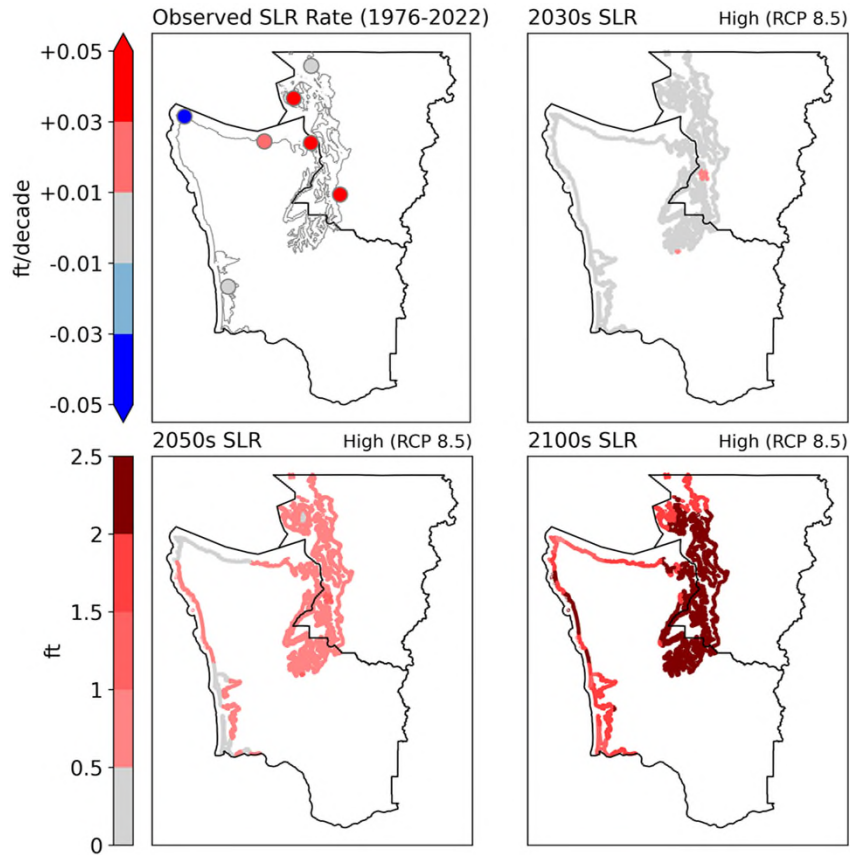 Observed SLR Rate (1976-2022)
2030s SLR High (RCP 8.5)
+0.05
+0.03
+0.01
-0.01
-0.03
-0.05
ft/decade
2050s SLR High (RCP 8.5)
2100s SLR High (RCP 8.5)
2.5
2
1.5
1
0.5
0
ft